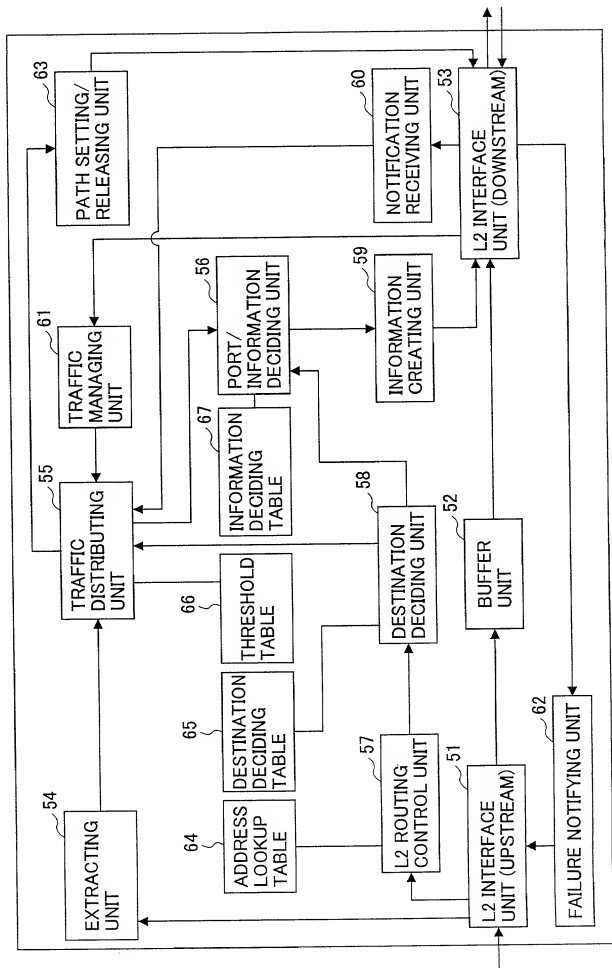 54
EXTRACTING
UNIT
55
TRAFFIC
DISTRIBUTING
UNIT
61
TRAFFIC
MANAGING
UNIT
63
PATH SETTING/
RELEASING UNIT
64
ADDRESS
LOOKUP
TABLE
65
DESTINATION
DECIDING
TABLE
66
THRESHOLD
TABLE
67
INFORMATION
DECIDING
TABLE
56
PORT/
INFORMATION
DECIDING UNIT
60
NOTIFICATION
RECEIVING UNIT
57
L2 ROUTING
CONTROL UNIT
58
DESTINATION
DECIDING UNIT
59
INFORMATION
CREATING UNIT
51
L2 INTERFACE
UNIT (UPSTREAM)
52
BUFFER
UNIT
53
L2 INTERFACE
UNIT (DOWNSTREAM)
62
FAILURE NOTIFYING UNIT